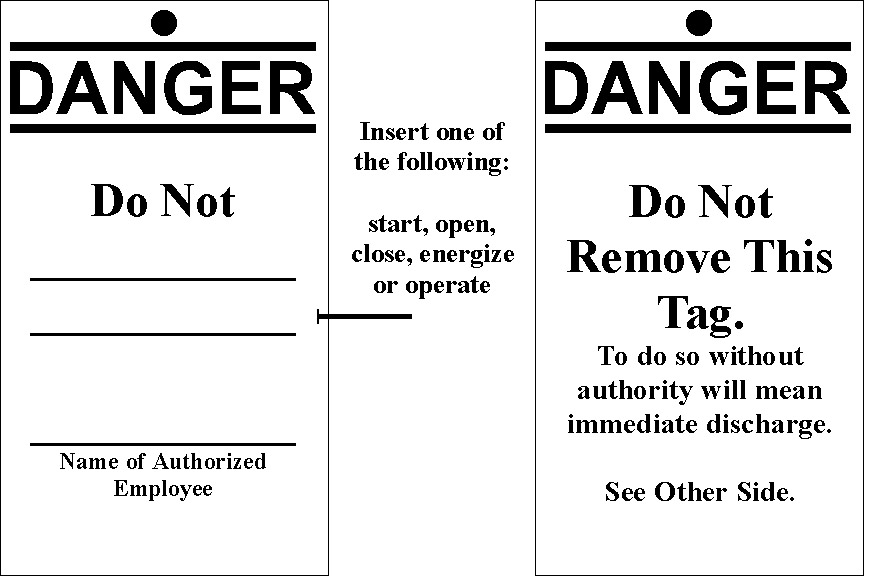 DANGER
Do Not
Name of Authorized
Employee
Insert one of
the following:
start, open,
close, energize
or operate
DANGER
Do Not
Remove This
Tag.
To do so without
authority will mean
immediate discharge.
See Other Side.